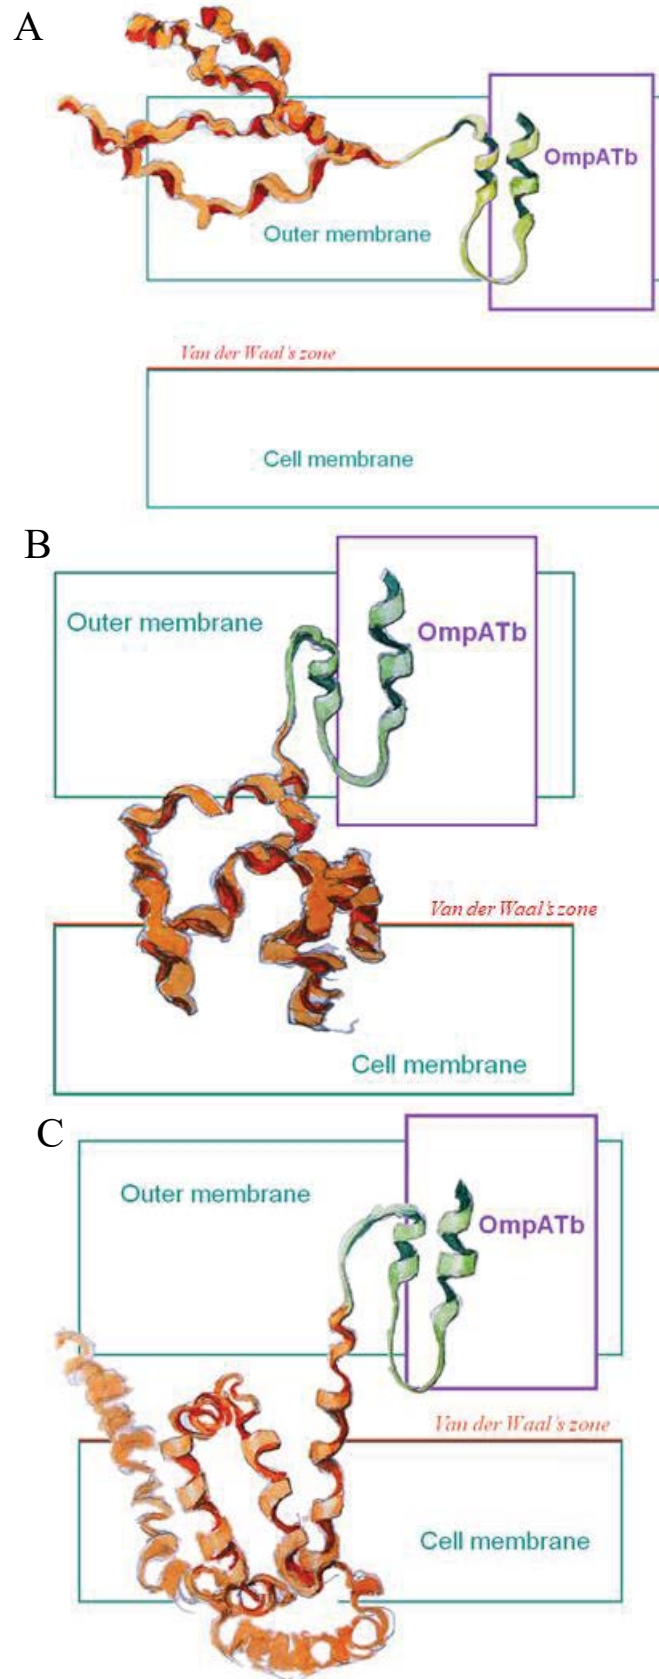 A
OmpATb
Outer membrane
Van der Waal's zone
Cell membrane
B
Outer membrane
OmpATb
Van der Waal's zone
Cell membrane
C
Outer membrane
OmpATb
Van der Waal's zone
Cell membrane